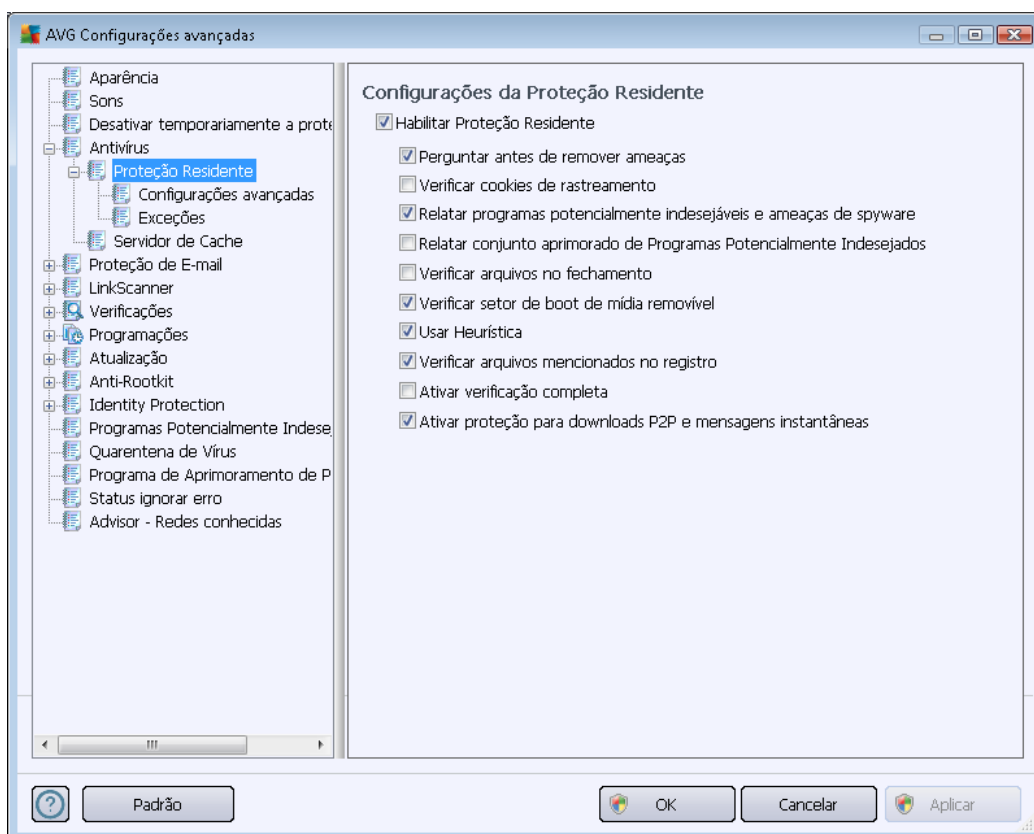 AVG Configurações avançadas
Aparência
Sons
Desativar temporariamente a prote
Antivírus
Proteção Residente
Configurações avançadas
Exceções
Servidor de Cache
Proteção de E-mail
LinkScanner
Verificações
Programações
Atualização
Anti-Rootkit
Identity Protection
Programas Potencialmente Indese
Quarentena de Vírus
Programa de Aprimoramento de P
Status ignorar erro
Advisor - Redes conhecidas
Configurações da Proteção Residente
Habilitar Proteção Residente
Perguntar antes de remover ameaças
Verificar cookies de rastreamento
Relatar programas potencialmente indesejáveis e ameaças de spyware
Relatar conjunto aprimorado de Programas Potencialmente Indesejados
Verificar arquivos no fechamento
Verificar setor de boot de mídia removível
Usar Heurística
Verificar arquivos mencionados no registro
Ativar verificação completa
Ativar proteção para downloads P2P e mensagens instantâneas
Padrão
OK
Cancelar
Aplicar